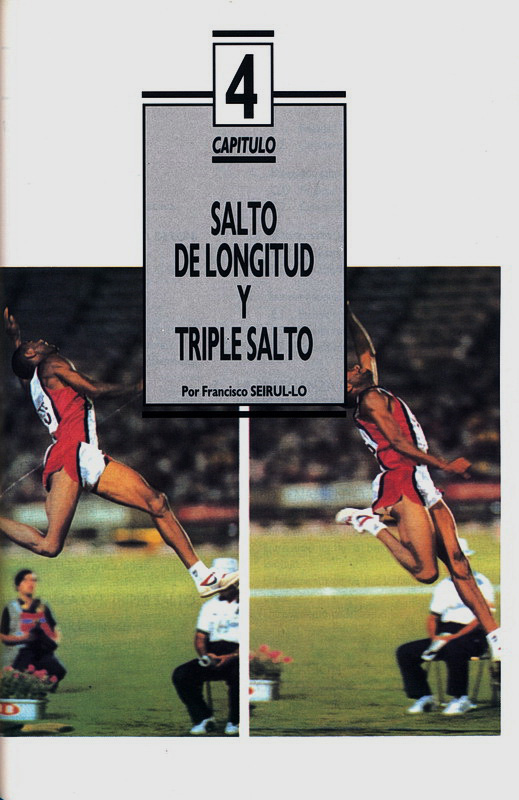 4
CAPITULO
SALTO
DE LONGITUD
Y
TRIPLE SALTO
Por Francisco SEIRUL-LO